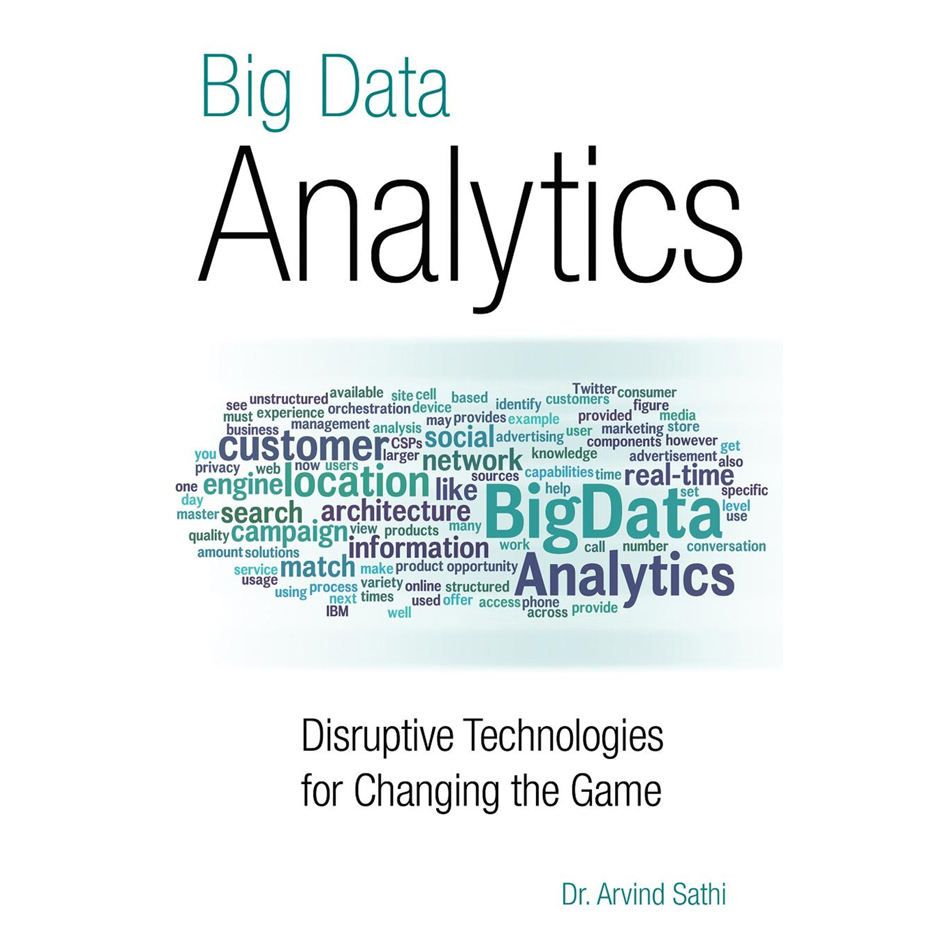 Big Data
Analytics
Twitter consumer
available site cell based
see unstructured identify customers figure
must experience orchestration device may provides example provided media
business management analysis user marketing store
customer CSPs social advertising components however get
you larger network knowledge advertisement also
privacy web now users sources capabilities time real-time
one engine location like help set specific
day BigData level
master search architecture use
quality campaign view products many
amount solutions information work call number conversation
service match make product opportunity Analytics
usage process variety online structured
using next times used offer access phone
IBM well across provide
Disruptive Technologies
for Changing the Game
Dr. Arvind Sathi